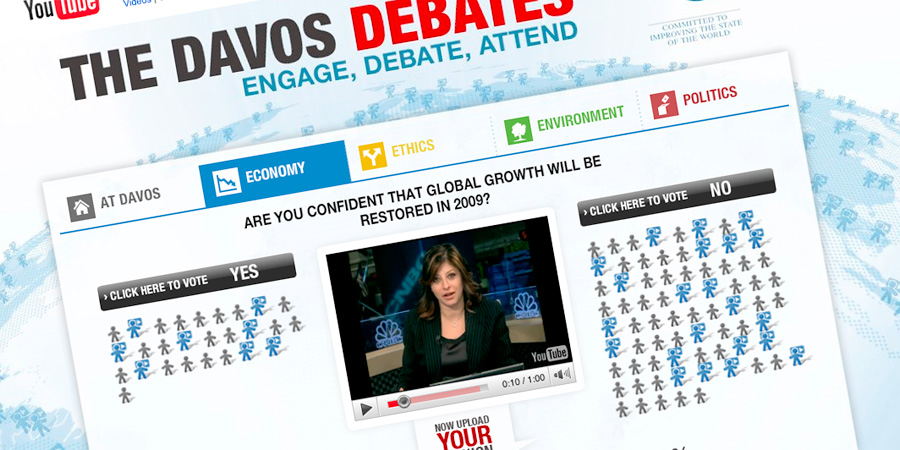 YouTube
Videos
THE DAVOS DEBATES
ENGAGE, DEBATE, ATTEND
COMMITTED TO
IMPROVING THE STATE
OF THE WORLD
AT DAVOS
ECONOMY
ETHICS
ENVIRONMENT
POLITICS
ARE YOU CONFIDENT THAT GLOBAL GROWTH WILL BE
RESTORED IN 2009?
› CLICK HERE TO VOTE YES
› CLICK HERE TO VOTE NO
YouTube
0:10 / 1:00
NOW UPLOAD
YOUR